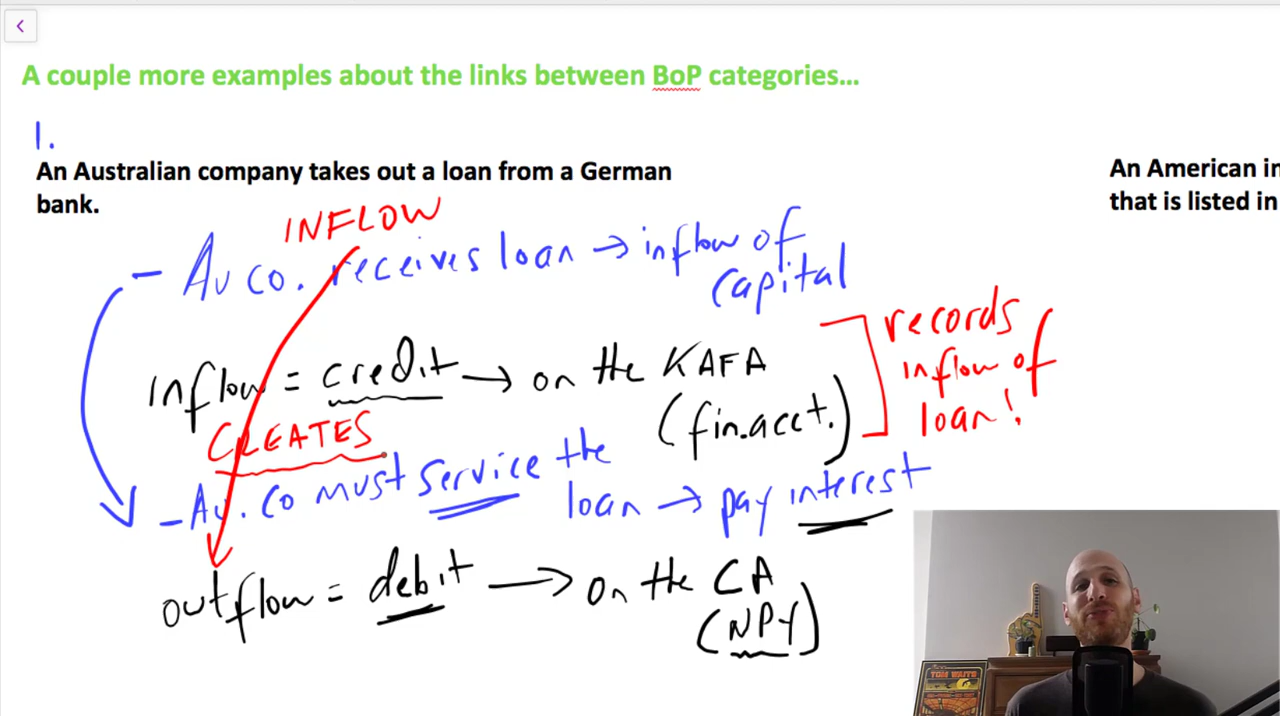 A couple more examples about the links between BoP categories...
1.
An Australian company takes out a loan from a German
bank.
An American in
that is listed in
INFLOW
- Au co. receives loan → inflow of
capital
inflow = credit → on the KAFA
(fin. acct.)
records
inflow of
loan!
CREATES
- Au. Co must service the
loan → pay interest
outflow = debit → on the CA
(NPY)
TOM WAITS